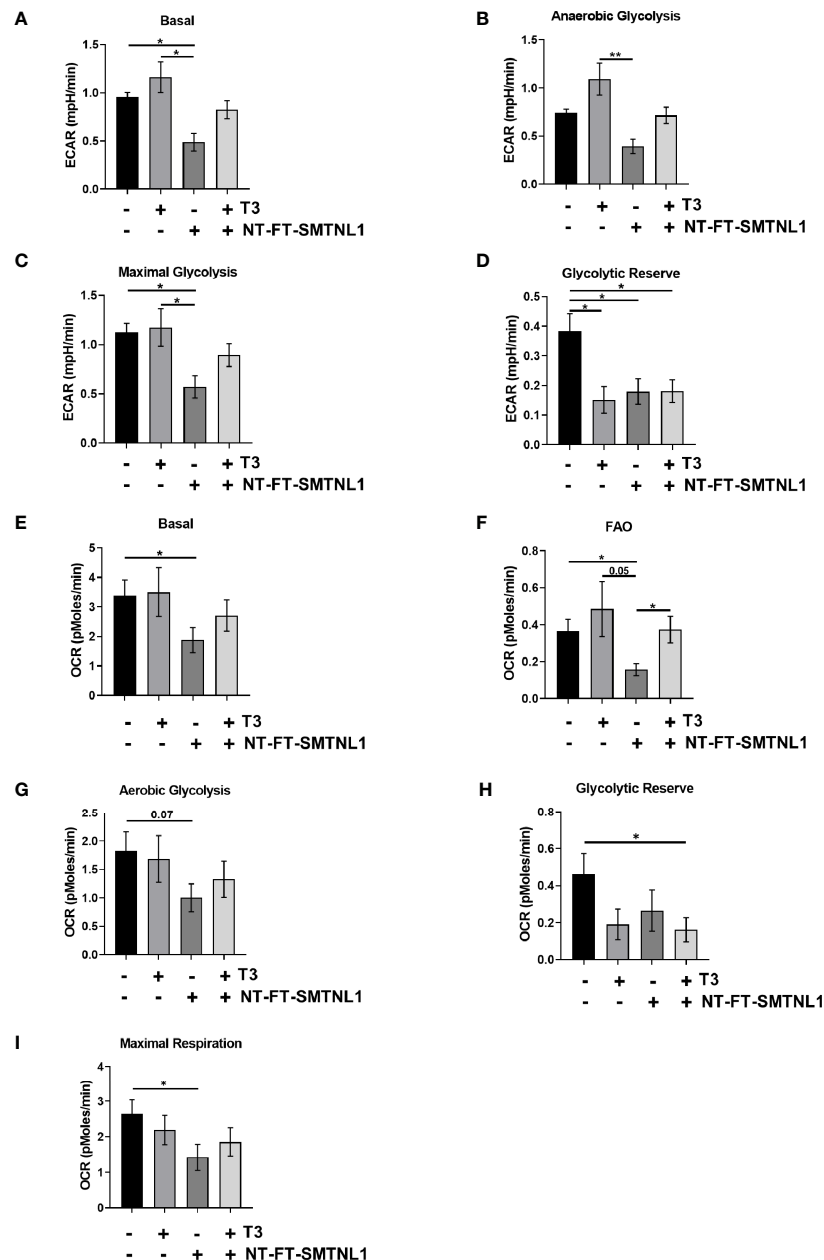 A
Basal
*
*
1.5
1.0
0.5
0.0
ECAR (mpH/min)
- + - + T3
- - + + NT-FT-SMTNL1
B
Anaerobic Glycolysis
**
1.5
1.0
0.5
0.0
ECAR (mpH/min)
- + - + T3
- - + + NT-FT-SMTNL1
C
Maximal Glycolysis
*
*
1.5
1.0
0.5
0.0
ECAR (mpH/min)
- + - + T3
- - + + NT-FT-SMTNL1
D
Glycolytic Reserve
*
*
*
0.5
0.4
0.3
0.2
0.1
0.0
ECAR (mpH/min)
- + - + T3
- - + + NT-FT-SMTNL1
E
Basal
*
5
4
3
2
1
0
OCR (pMoles/min)
- + - + T3
- - + + NT-FT-SMTNL1
F
FAO
*
0.05
*
0.8
0.6
0.4
0.2
0.0
OCR (pMoles/min)
- + - + T3
- - + + NT-FT-SMTNL1
G
Aerobic Glycolysis
0.07
2.5
2.0
1.5
1.0
0.5
0.0
OCR (pMoles/min)
- + - + T3
- - + + NT-FT-SMTNL1
H
Glycolytic Reserve
*
0.8
0.6
0.4
0.2
0.0
OCR (pMoles/min)
- + - + T3
- - + + NT-FT-SMTNL1
I
Maximal Respiration
*
4
3
2
1
0
OCR (pMoles/min)
- + - + T3
- - + + NT-FT-SMTNL1